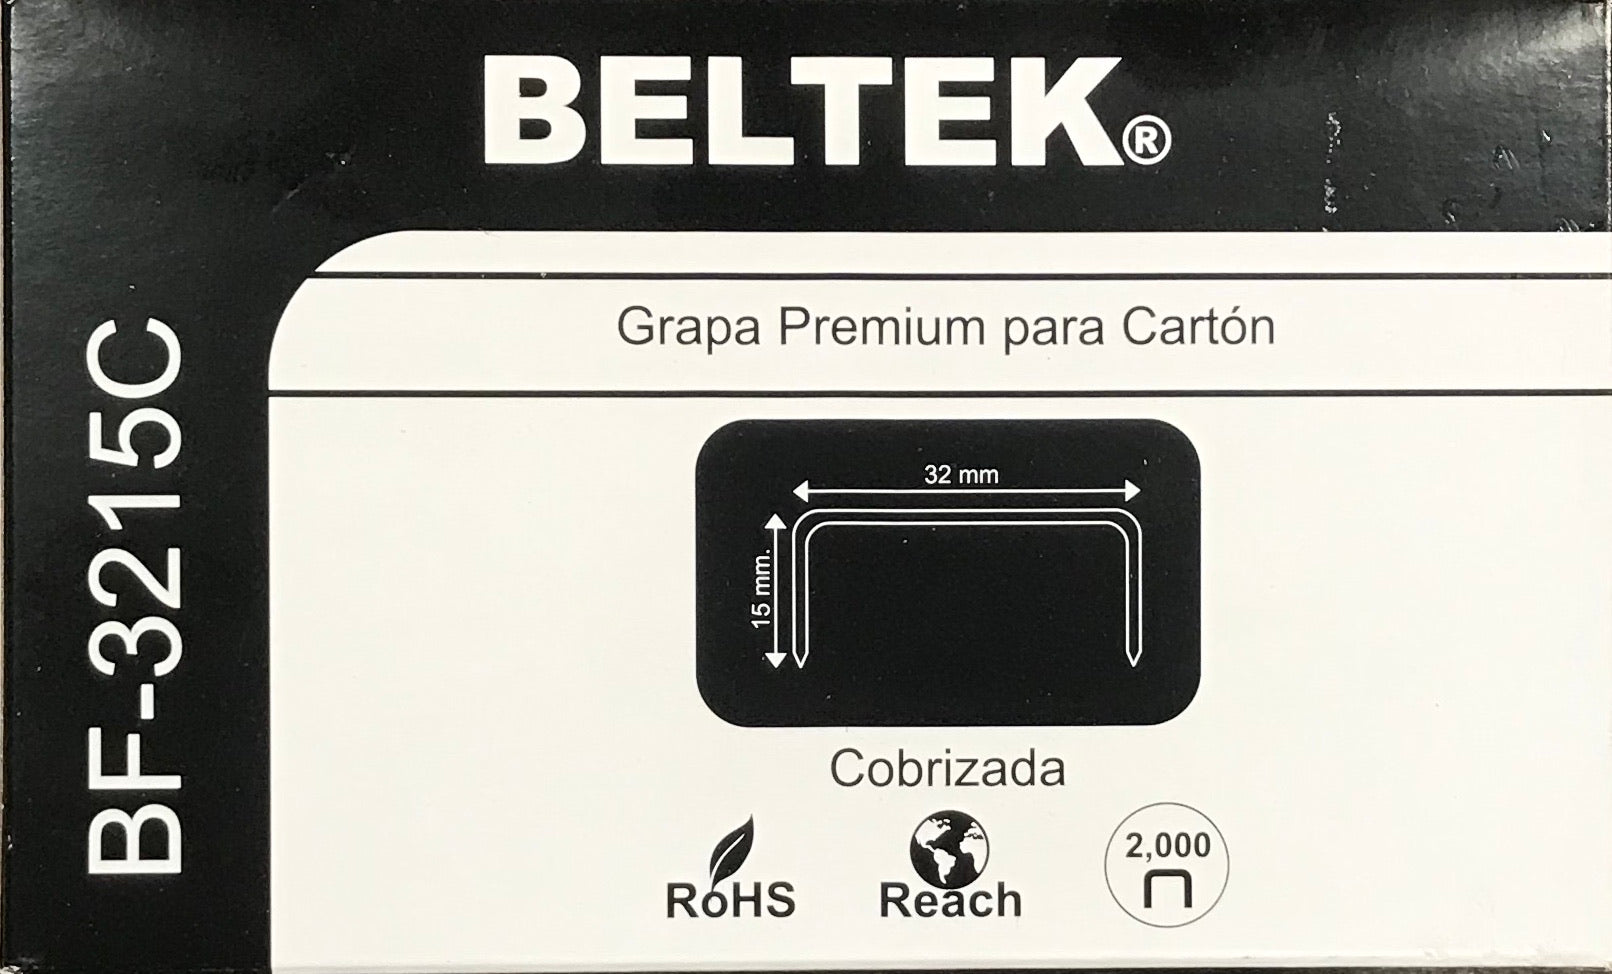 BELTEK®
BF-3215C
Grapa Premium para Cartón
32 mm
15 mm.
Cobrizada
RoHS
Reach
2,000